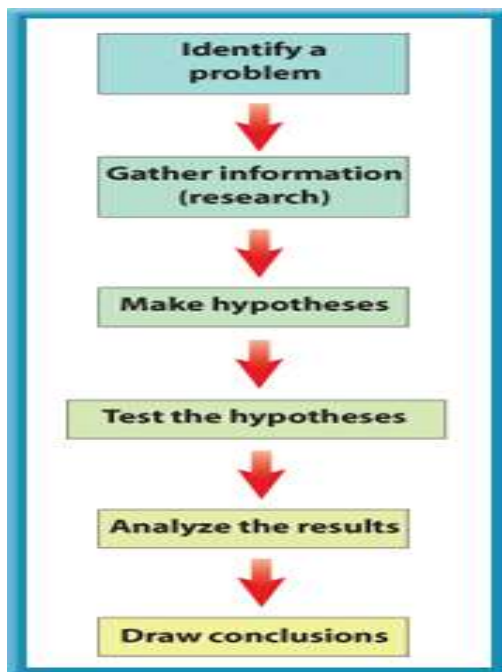 Identify a
problem
Gather information
(research)
Make hypotheses
Test the hypotheses
Analyze the results
Draw conclusions